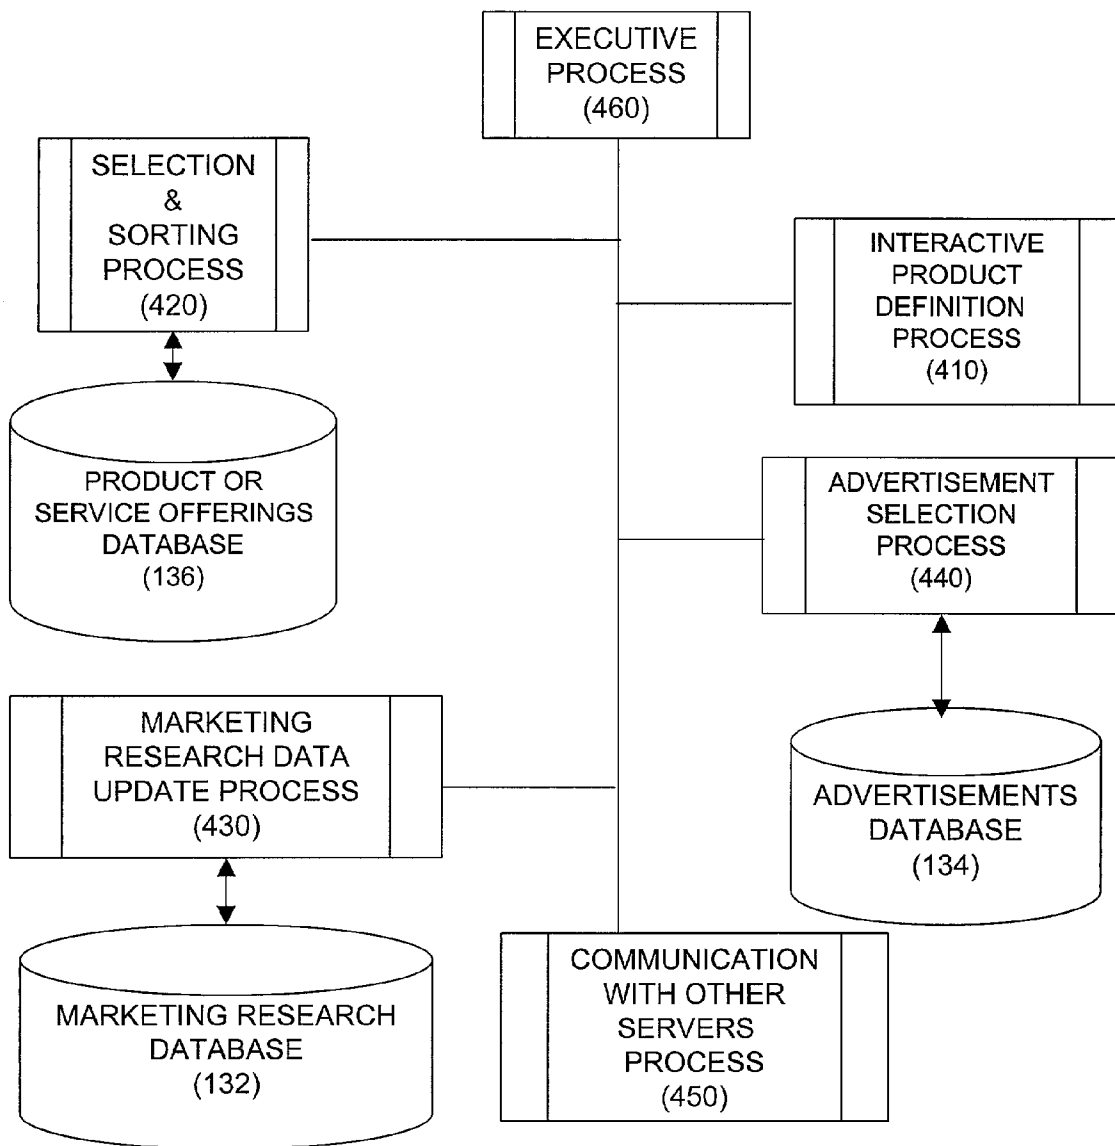 EXECUTIVE
PROCESS
(460)
SELECTION
&
SORTING
PROCESS
(420)
INTERACTIVE
PRODUCT
DEFINITION
PROCESS
(410)
PRODUCT OR
SERVICE OFFERINGS
DATABASE
(136)
ADVERTISEMENT
SELECTION
PROCESS
(440)
MARKETING
RESEARCH DATA
UPDATE PROCESS
(430)
ADVERTISEMENTS
DATABASE
(134)
MARKETING RESEARCH
DATABASE
(132)
COMMUNICATION
WITH OTHER
SERVERS
PROCESS
(450)